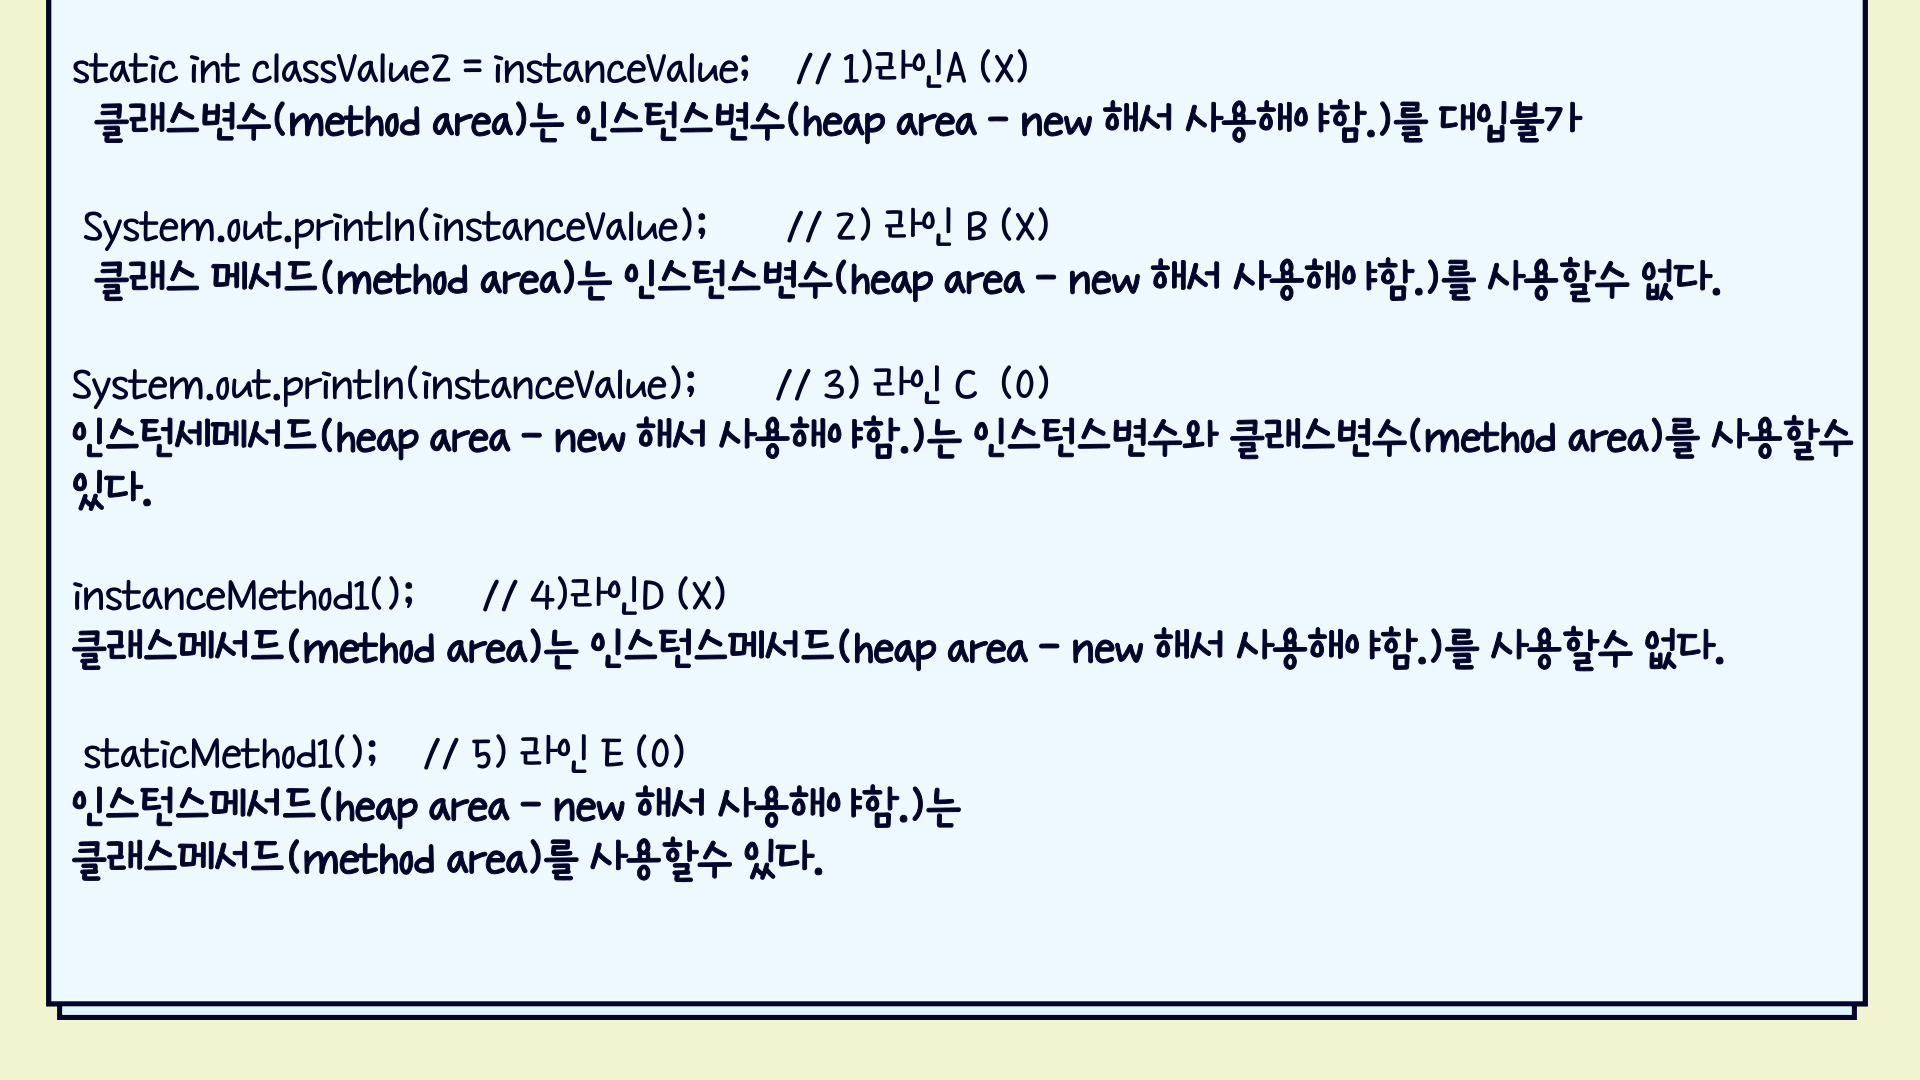 static int classValue2 = instanceValue;    // 1)라인A (X)
클래스변수(method area)는 인스턴스변수(heap area - new 해서 사용해야함.)를 대입불가
System.out.println(instanceValue);       // 2) 라인 B (X)
클래스 메서드(method area)는 인스턴스변수(heap area - new 해서 사용해야함.)를 사용할수 없다.
System.out.println(instanceValue);       // 3) 라인 C  (O)
인스턴세메서드(heap area - new 해서 사용해야함.)는 인스턴스변수와 클래스변수(method area)를 사용할수
있다.
instanceMethod1();      // 4)라인D (X)
클래스메서드(method area)는 인스턴스메서드(heap area - new 해서 사용해야함.)를 사용할수 없다.
staticMethod1();    // 5) 라인 E (O)
인스턴스메서드(heap area - new 해서 사용해야함.)는
클래스메서드(method area)를 사용할수 있다.